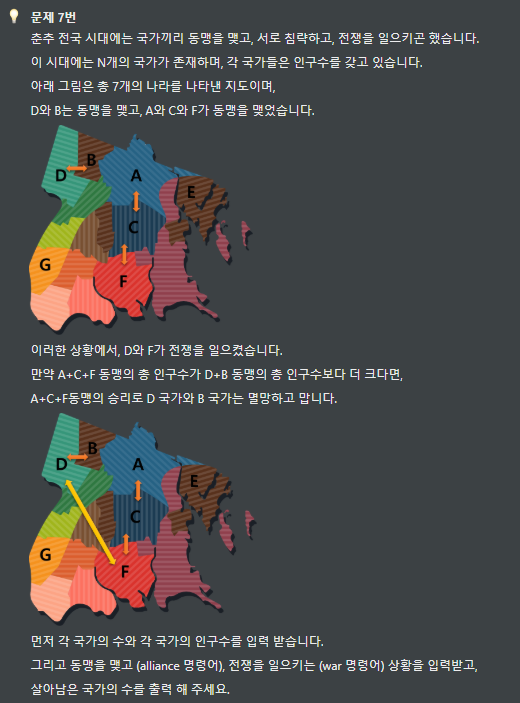 문제 7번
춘추 전국 시대에는 국가끼리 동맹을 맺고, 서로 침략하고, 전쟁을 일으키곤 했습니다.
이 시대에는 N개의 국가가 존재하며, 각 국가들은 인구수를 갖고 있습니다.
아래 그림은 총 7개의 나라를 나타낸 지도이며,
D와 B는 동맹을 맺고, A와 C와 F가 동맹을 맺었습니다.
B
D
A
E
C
G
F
이러한 상황에서, D와 F가 전쟁을 일으켰습니다.
만약 A+C+F 동맹의 총 인구수가 D+B 동맹의 총 인구수보다 더 크다면,
A+C+F동맹의 승리로 D 국가와 B 국가는 멸망하고 맙니다.
B
D
A
E
C
G
F
먼저 각 국가의 수와 각 국가의 인구수를 입력 받습니다.
그리고 동맹을 맺고 (alliance 명령어), 전쟁을 일으키는 (war 명령어) 상황을 입력받고,
살아남은 국가의 수를 출력 해 주세요.